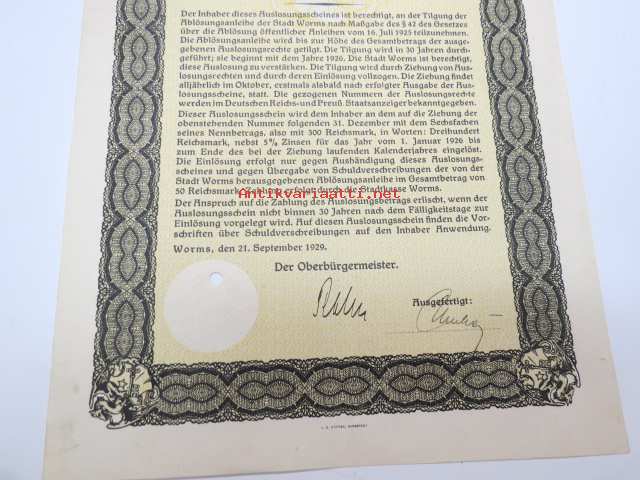 Der Inhaber dieses Auslosungsscheines ist berechtigt, an der Tilgung der
Ablösungsanleihe der Stadt Worms nach Maßgabe des § 42 des Gesetzes
über die Ablösung öffentlicher Anleihen vom 16. Juli 1925 teilzunehmen.
Die Ablösungsanleihe wird bis zur Höhe des Gesamtbetrags der ausge-
gebenen Auslosungsrechte getilgt. Die Tilgung wird in 30 Jahren durch-
geführt; sie beginnt mit dem Jahre 1926. Die Stadt Worms ist berechtigt,
diese Auslosung zu verstärken. Die Tilgung wird durch Ziehung von Aus-
losungsrechten und durch deren Einlösung vollzogen. Die Ziehung findet
alljährlich im Oktober, erstmals alsbald nach erfolgter Ausgabe der Aus-
losungsscheine, statt. Die gezogenen Nummern der Auslosungsrechte
werden im Deutschen Reichs- und Preuß. Staatsanzeiger bekanntgegeben.
Dieser Auslosungsschein wird dem Inhaber an dem auf die Ziehung der
obenstehenden Nummer folgenden 31. Dezember mit dem Sechsfachen
seines Nennbetrags, also mit 300 Reichsmark, in Worten: Dreihundert
Reichsmark, nebst 5% Zinsen für das Jahr vom 1. Januar 1926 bis
zum Ende des bei der Ziehung laufenden Kalenderjahres eingelöst.
Die Einlösung erfolgt nur gegen Aushändigung dieses Auslosungs-
scheines und gegen Übergabe von Schuldverschreibungen der von der
Stadt Worms herausgegebenen Ablösungsanleihe im Gesamtbetrag von
50 Reichsmark. Zahlung erfolgt durch die Stadtkasse Worms.
Antikvariaatti.net
Der Anspruch auf die Zahlung des Auslosungsbetrags erlischt, wenn der
Auslosungsschein nicht binnen 30 Jahren nach dem Fälligkeitstage zur
Einlösung vorgelegt wird. Auf diesen Auslosungsschein finden die Vor-
schriften über Schuldverschreibungen auf den Inhaber Anwendung.
Worms, den 21. September 1929.
Der Oberbürgermeister.
Ausgefertigt: